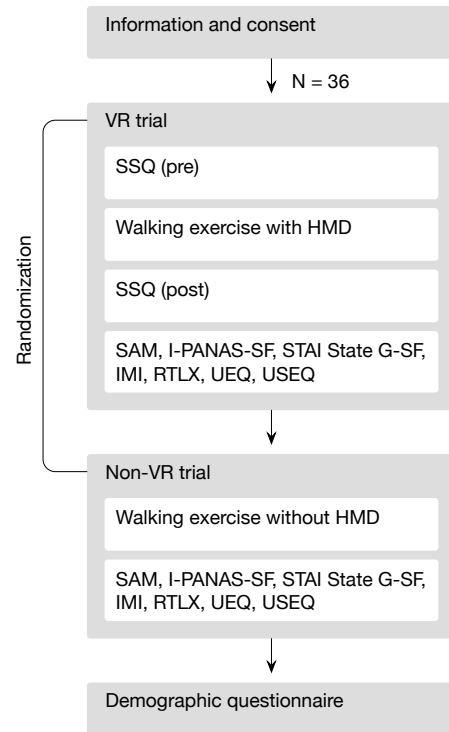 Information and consent
N = 36
VR trial
SSQ (pre)
Walking exercise with HMD
SSQ (post)
SAM, I-PANAS-SF, STAI State G-SF,
IMI, RTLX, UEQ, USEQ
Randomization
Non-VR trial
Walking exercise without HMD
SAM, I-PANAS-SF, STAI State G-SF,
IMI, RTLX, UEQ, USEQ
Demographic questionnaire